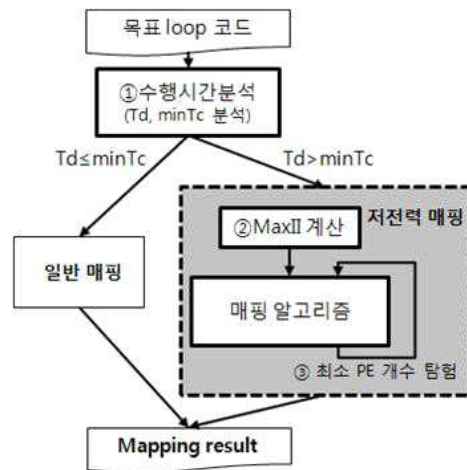 목표 loop 코드
①수행시간분석
(Td, minTc 분석)
Td≤minTc
Td>minTc
저전력 매핑
②MaxII 계산
일반 매핑
매핑 알고리즘
③ 최소 PE 개수 탐험
Mapping result